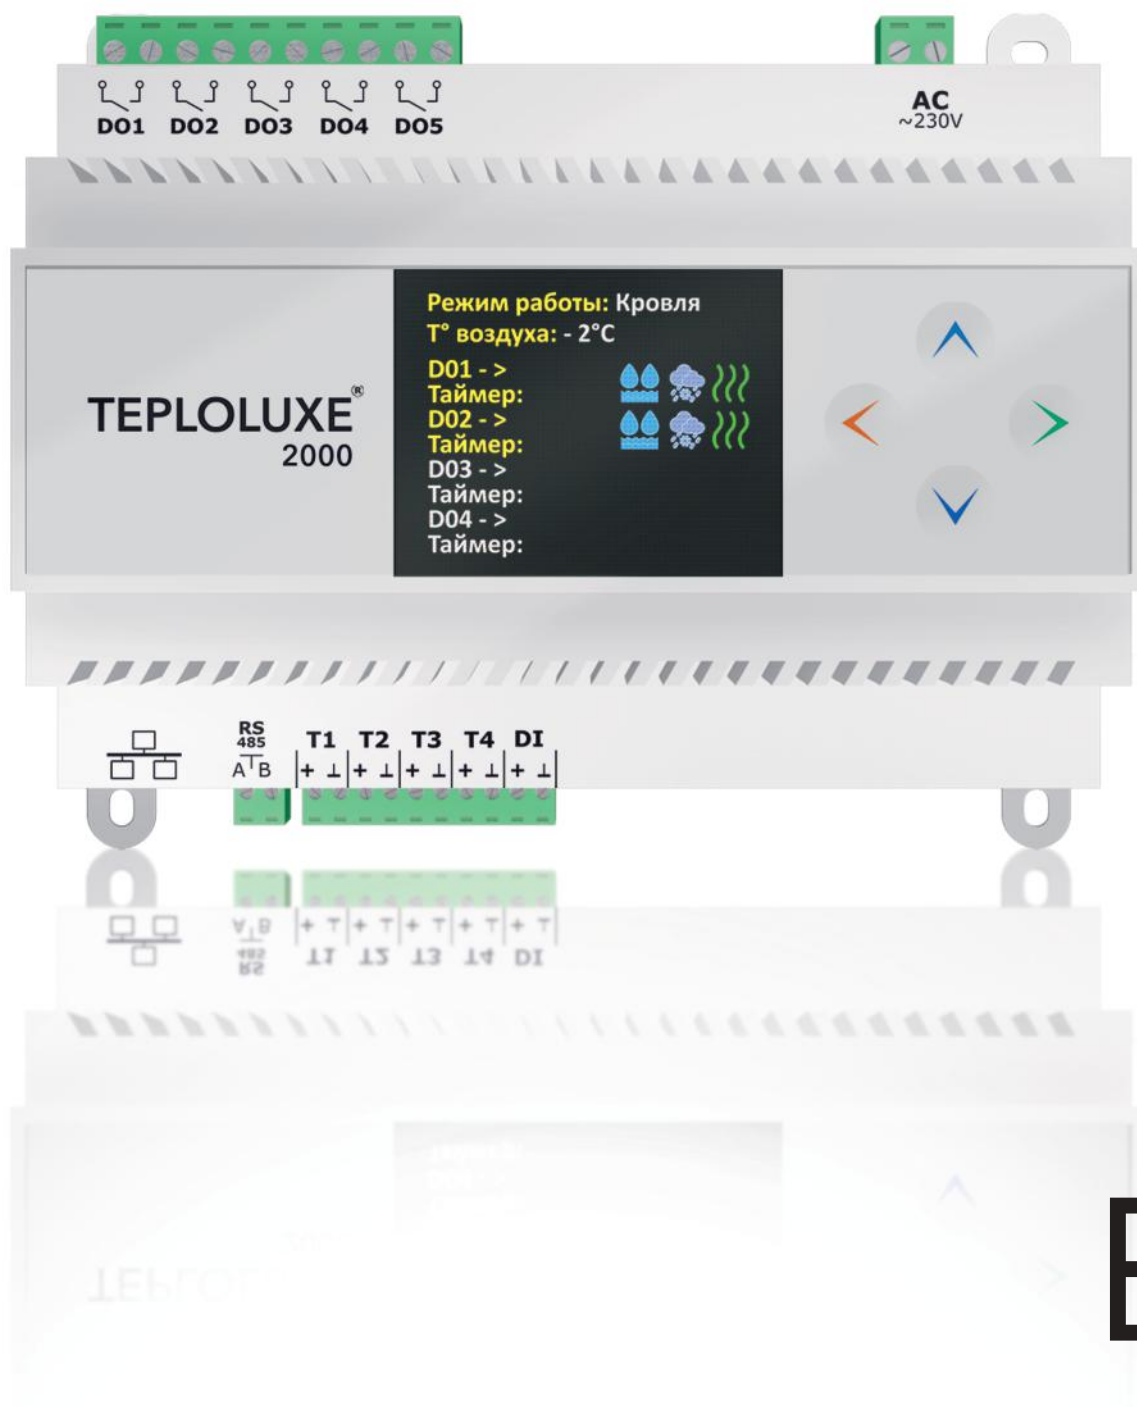 DO1 DO2 DO3 DO4 DO5
AC
~230V
TEPLOLUXE®
2000
Режим работы: Кровля
T° воздуха: - 2°C
D01 - >
Таймер:
D02 - >
Таймер:
D03 - >
Таймер:
D04 - >
Таймер:
RS
485
A B
T1 T2 T3 T4 DI
+ ⊥ + ⊥ + ⊥ + ⊥ + ⊥